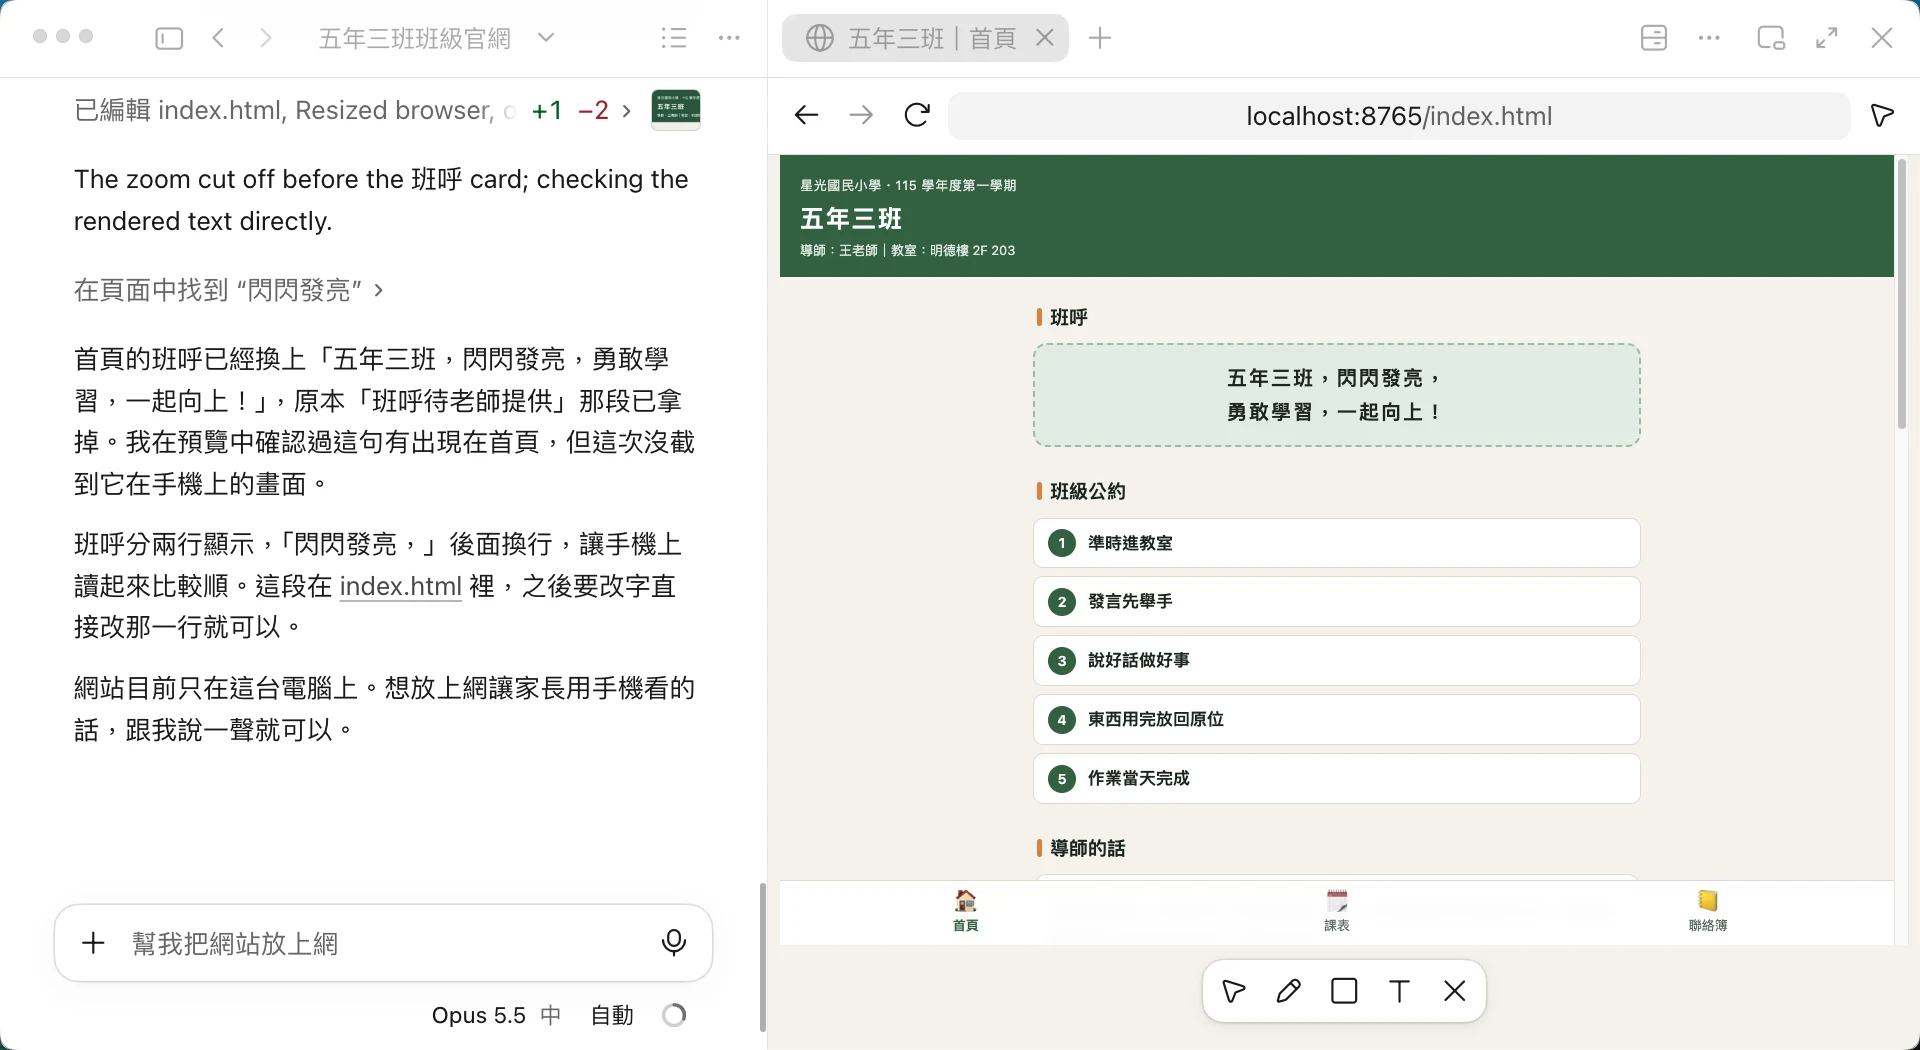 五年三班班級官網
已編輯 index.html, Resized browser, +1 −2
The zoom cut off before the 班呼 card; checking the
rendered text directly.
在頁面中找到 “閃閃發亮”
首頁的班呼已經換上「五年三班，閃閃發亮，勇敢學
習，一起向上！」，原本「班呼待老師提供」那段已拿
掉。我在預覽中確認過這句有出現在首頁，但這次沒截
到它在手機上的畫面。
班呼分兩行顯示，「閃閃發亮，」後面換行，讓手機上
讀起來比較順。這段在 index.html 裡，之後要改字直
接改那一行就可以。
網站目前只在這台電腦上。想放上網讓家長用手機看的
話，跟我說一聲就可以。
幫我把網站放上網
Opus 5.5 中 自動
五年三班｜首頁
localhost:8765/index.html
星光國民小學・115 學年度第一學期
五年三班
導師：王老師｜教室：明德樓 2F 203
班呼
五年三班，閃閃發亮，
勇敢學習，一起向上！
班級公約
1 準時進教室
2 發言先舉手
3 說好話做好事
4 東西用完放回原位
5 作業當天完成
導師的話
首頁
課表
聯絡簿